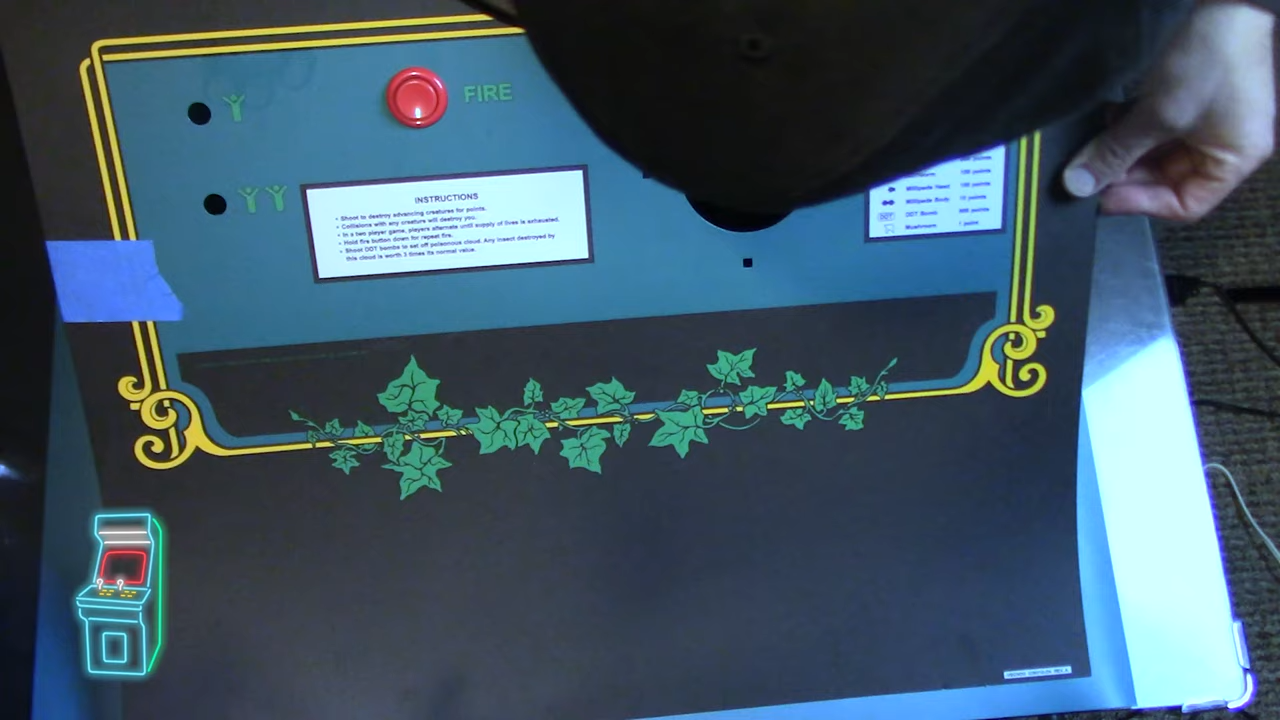 FIRE
INSTRUCTIONS
• Shoot to destroy advancing creatures for points.
• Collisions with any creature will destroy you.
• In a two player game, players alternate until supply of lives is exhausted.
• Hold fire button down for repeat fire.
• Shoot DDT bombs to set off poisonous cloud. Any insect destroyed by
this cloud is worth 3 times its normal value.
100 points
Millipede Head 100 points
Millipede Body 10 points
DDT DDT Bomb 800 points
Mushroom 1 point